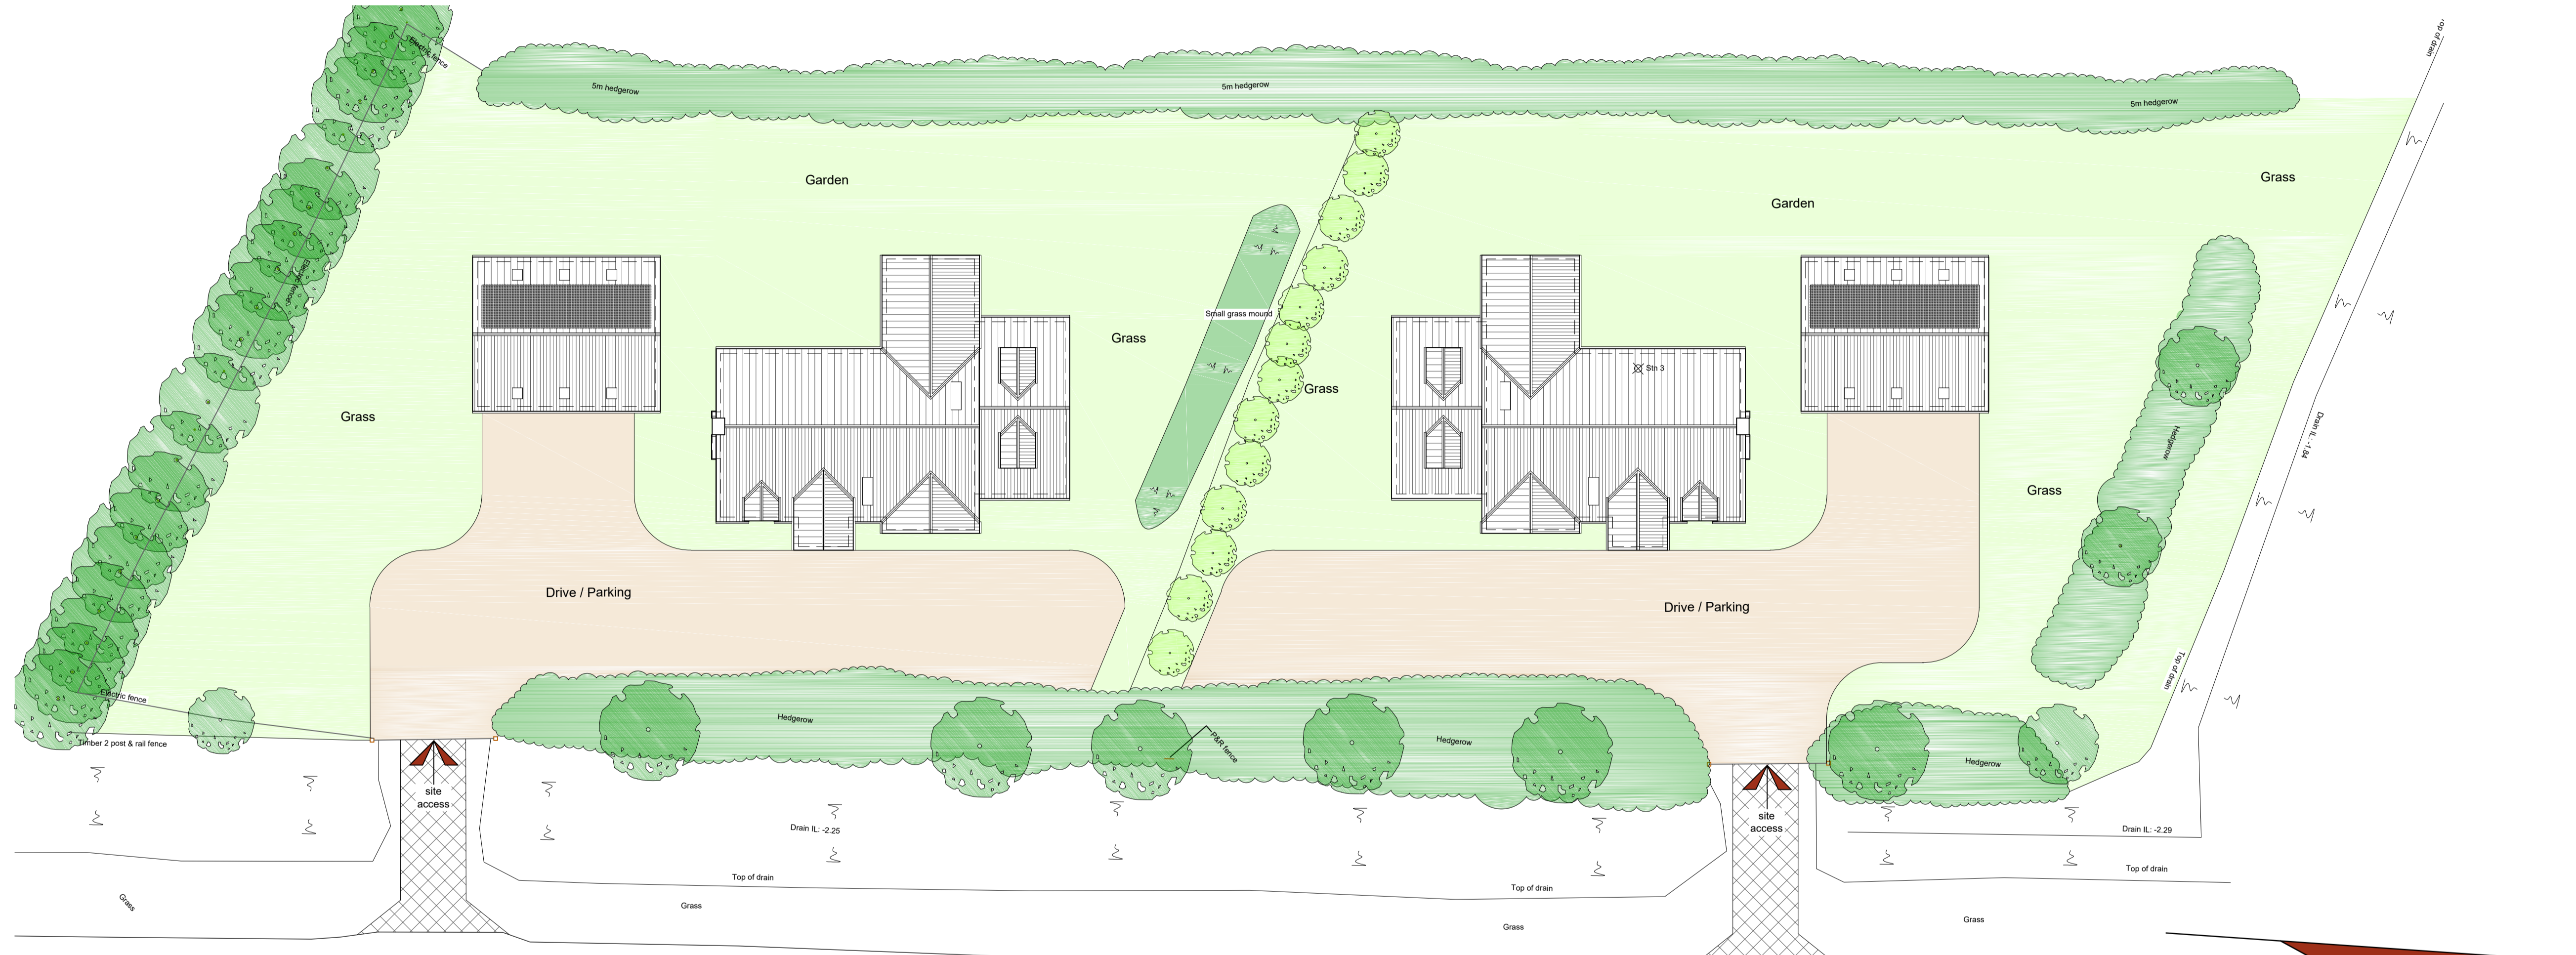 Electric fence
Top of drain
5m hedgerow
5m hedgerow
5m hedgerow
Garden
Grass
Garden
Electric fence
Small grass mound
Grass
Stn 3
Grass
Grass
Drain IL: -1.84
Hedgerow
Grass
Drive / Parking
Drive / Parking
Top of drain
Electric fence
Hedgerow
P&R fence
Hedgerow
Timber 2 post & rail fence
Hedgerow
site
access
site
access
Drain IL: -2.25
Drain IL: -2.29
Top of drain
Top of drain
Top of drain
Grass
Grass
Grass
Grass